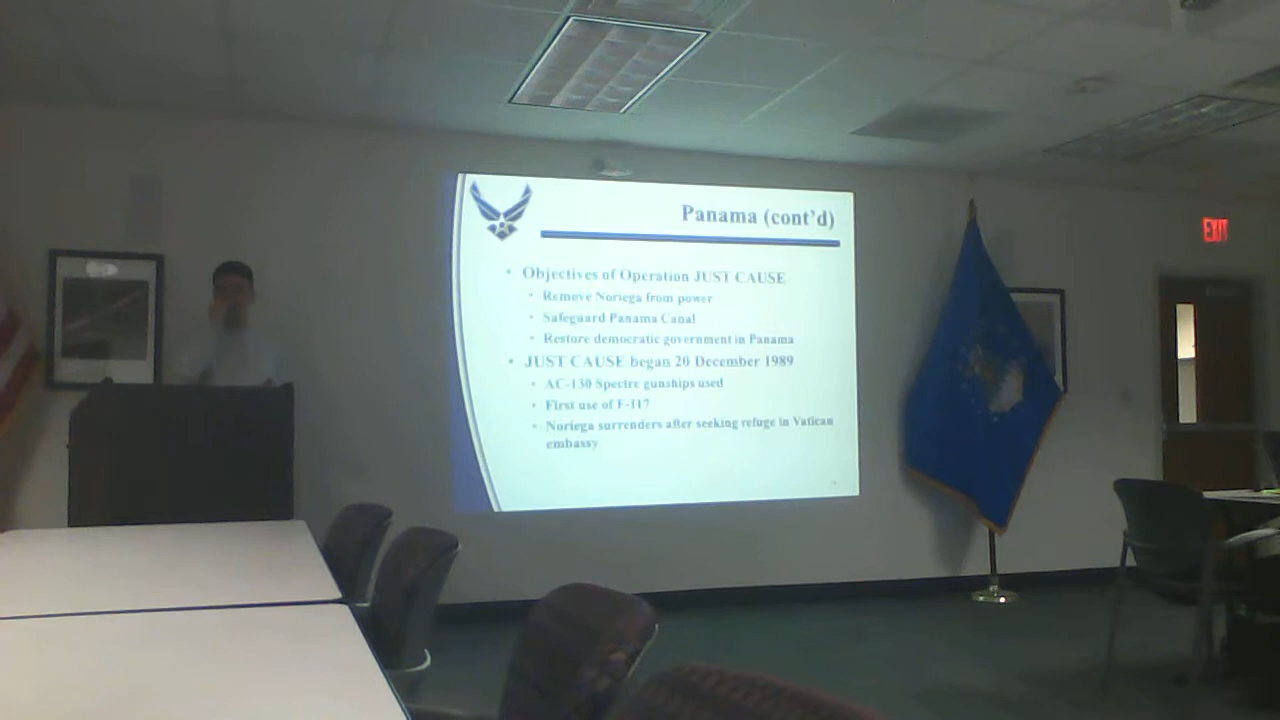 Panama (cont'd)
• Objectives of Operation JUST CAUSE
• Remove Noriega from power
• Safeguard Panama Canal
• Restore democratic government in Panama
• JUST CAUSE began 20 December 1989
• AC-130 Spectre gunships used
• First use of F-117
• Noriega surrenders after seeking refuge in Vatican
embassy
EXIT